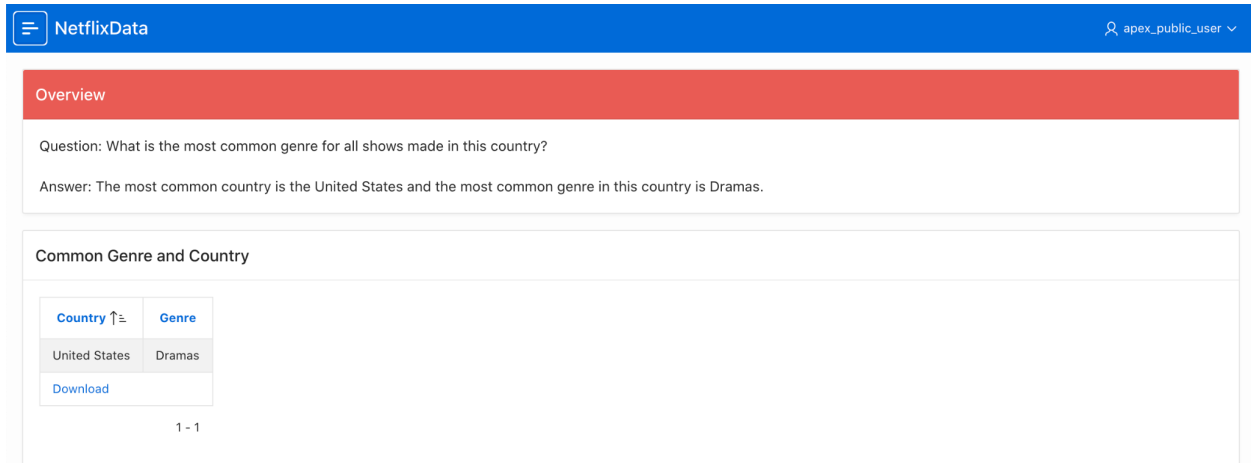 NetflixData
apex_public_user
Overview
Question: What is the most common genre for all shows made in this country?
Answer: The most common country is the United States and the most common genre in this country is Dramas.
Common Genre and Country
Country Genre
United States Dramas
Download
1 - 1